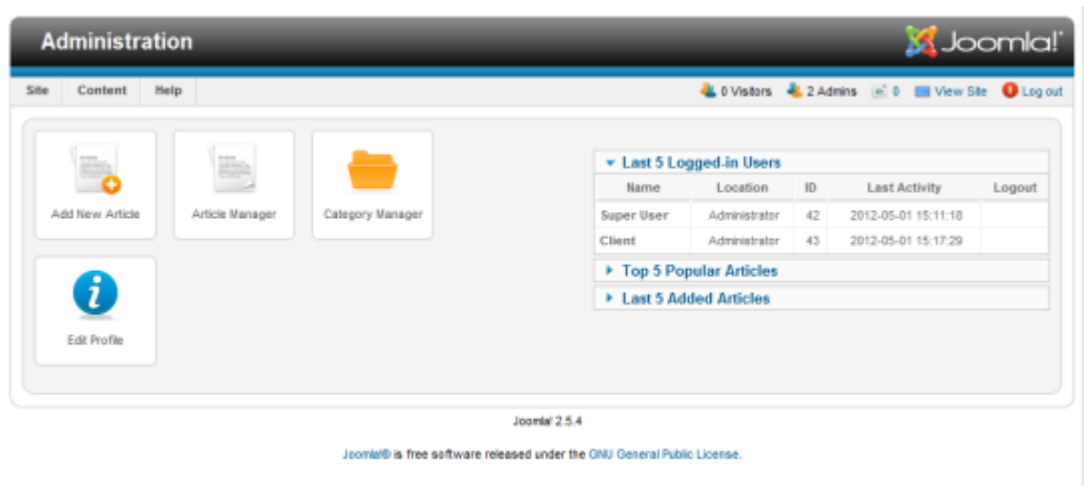 Administration
Joomla!
Site Content Help
0 Visitors 2 Admins 0 View Site Log out
Add New Article Article Manager Category Manager
Edit Profile
Last 5 Logged-in Users
Name Location ID Last Activity Logout
Super User Administrator 42 2012-05-01 15:11:18
Client Administrator 43 2012-05-01 15:17:29
Top 5 Popular Articles
Last 5 Added Articles
Joomla! 2.5.4
Joomla!® is free software released under the GNU General Public License.